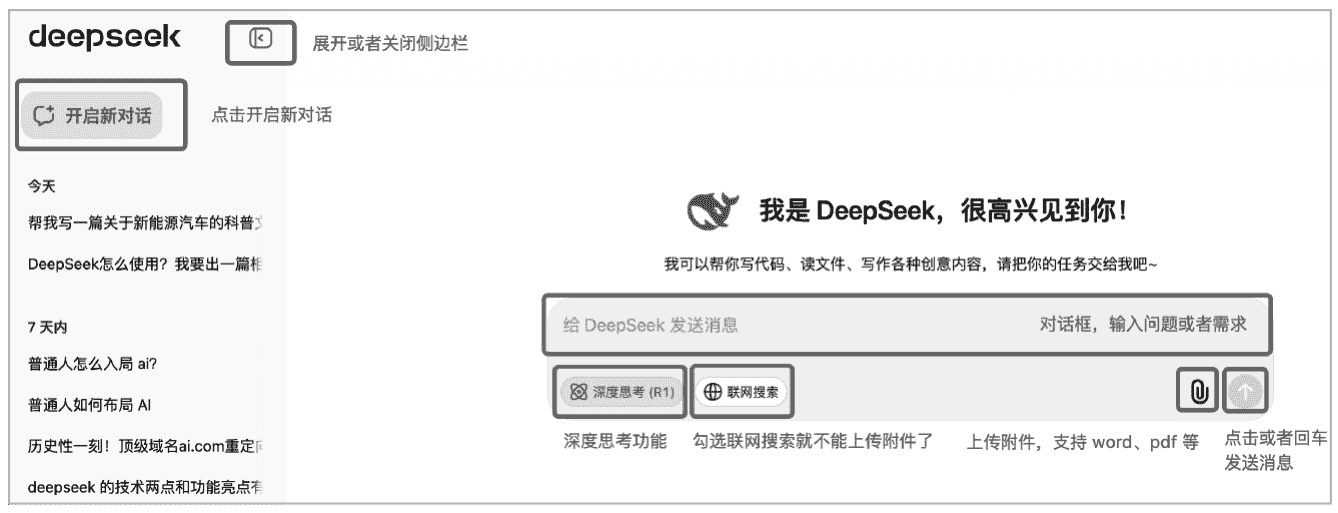 deepseek
展开或者关闭侧边栏
开启新对话
点击开启新对话
今天
帮我写一篇关于新能源汽车的科普文
DeepSeek怎么使用？我要出一篇相
7 天内
普通人怎么入局 ai?
普通人如何布局 AI
历史性一刻！顶级域名ai.com重定向
deepseek 的技术两点和功能亮点有
我是 DeepSeek，很高兴见到你！
我可以帮你写代码、读文件、写作各种创意内容，请把你的任务交给我吧~
给 DeepSeek 发送消息
对话框，输入问题或者需求
深度思考 (R1)
联网搜索
深度思考功能
勾选联网搜索就不能上传附件了
上传附件，支持 word、pdf 等
点击或者回车
发送消息